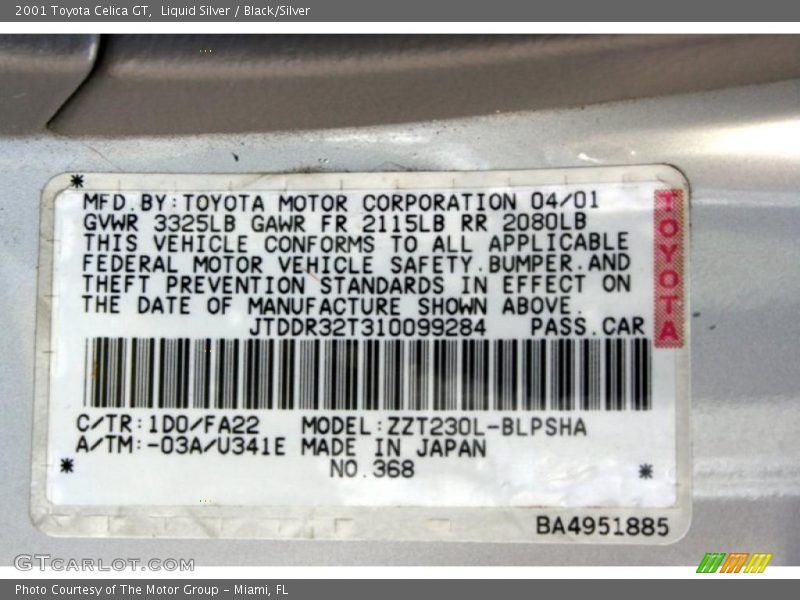 2001 Toyota Celica GT,  Liquid Silver / Black/Silver
MFD.BY:TOYOTA MOTOR CORPORATION 04/01
GVWR 3325LB GAWR FR 2115LB RR 2080LB
THIS VEHICLE CONFORMS TO ALL APPLICABLE
FEDERAL MOTOR VEHICLE SAFETY.BUMPER.AND
THEFT PREVENTION STANDARDS IN EFFECT ON
THE DATE OF MANUFACTURE SHOWN ABOVE.
JTDDR32T310099284 PASS.CAR
TOYOTA
C/TR:1D0/FA22 MODEL:ZZT230L-BLPSHA
A/TM:-03A/U341E MADE IN JAPAN
NO.368
BA4951885
GTCARLOT.COM
Photo Courtesy of The Motor Group - Miami, FL